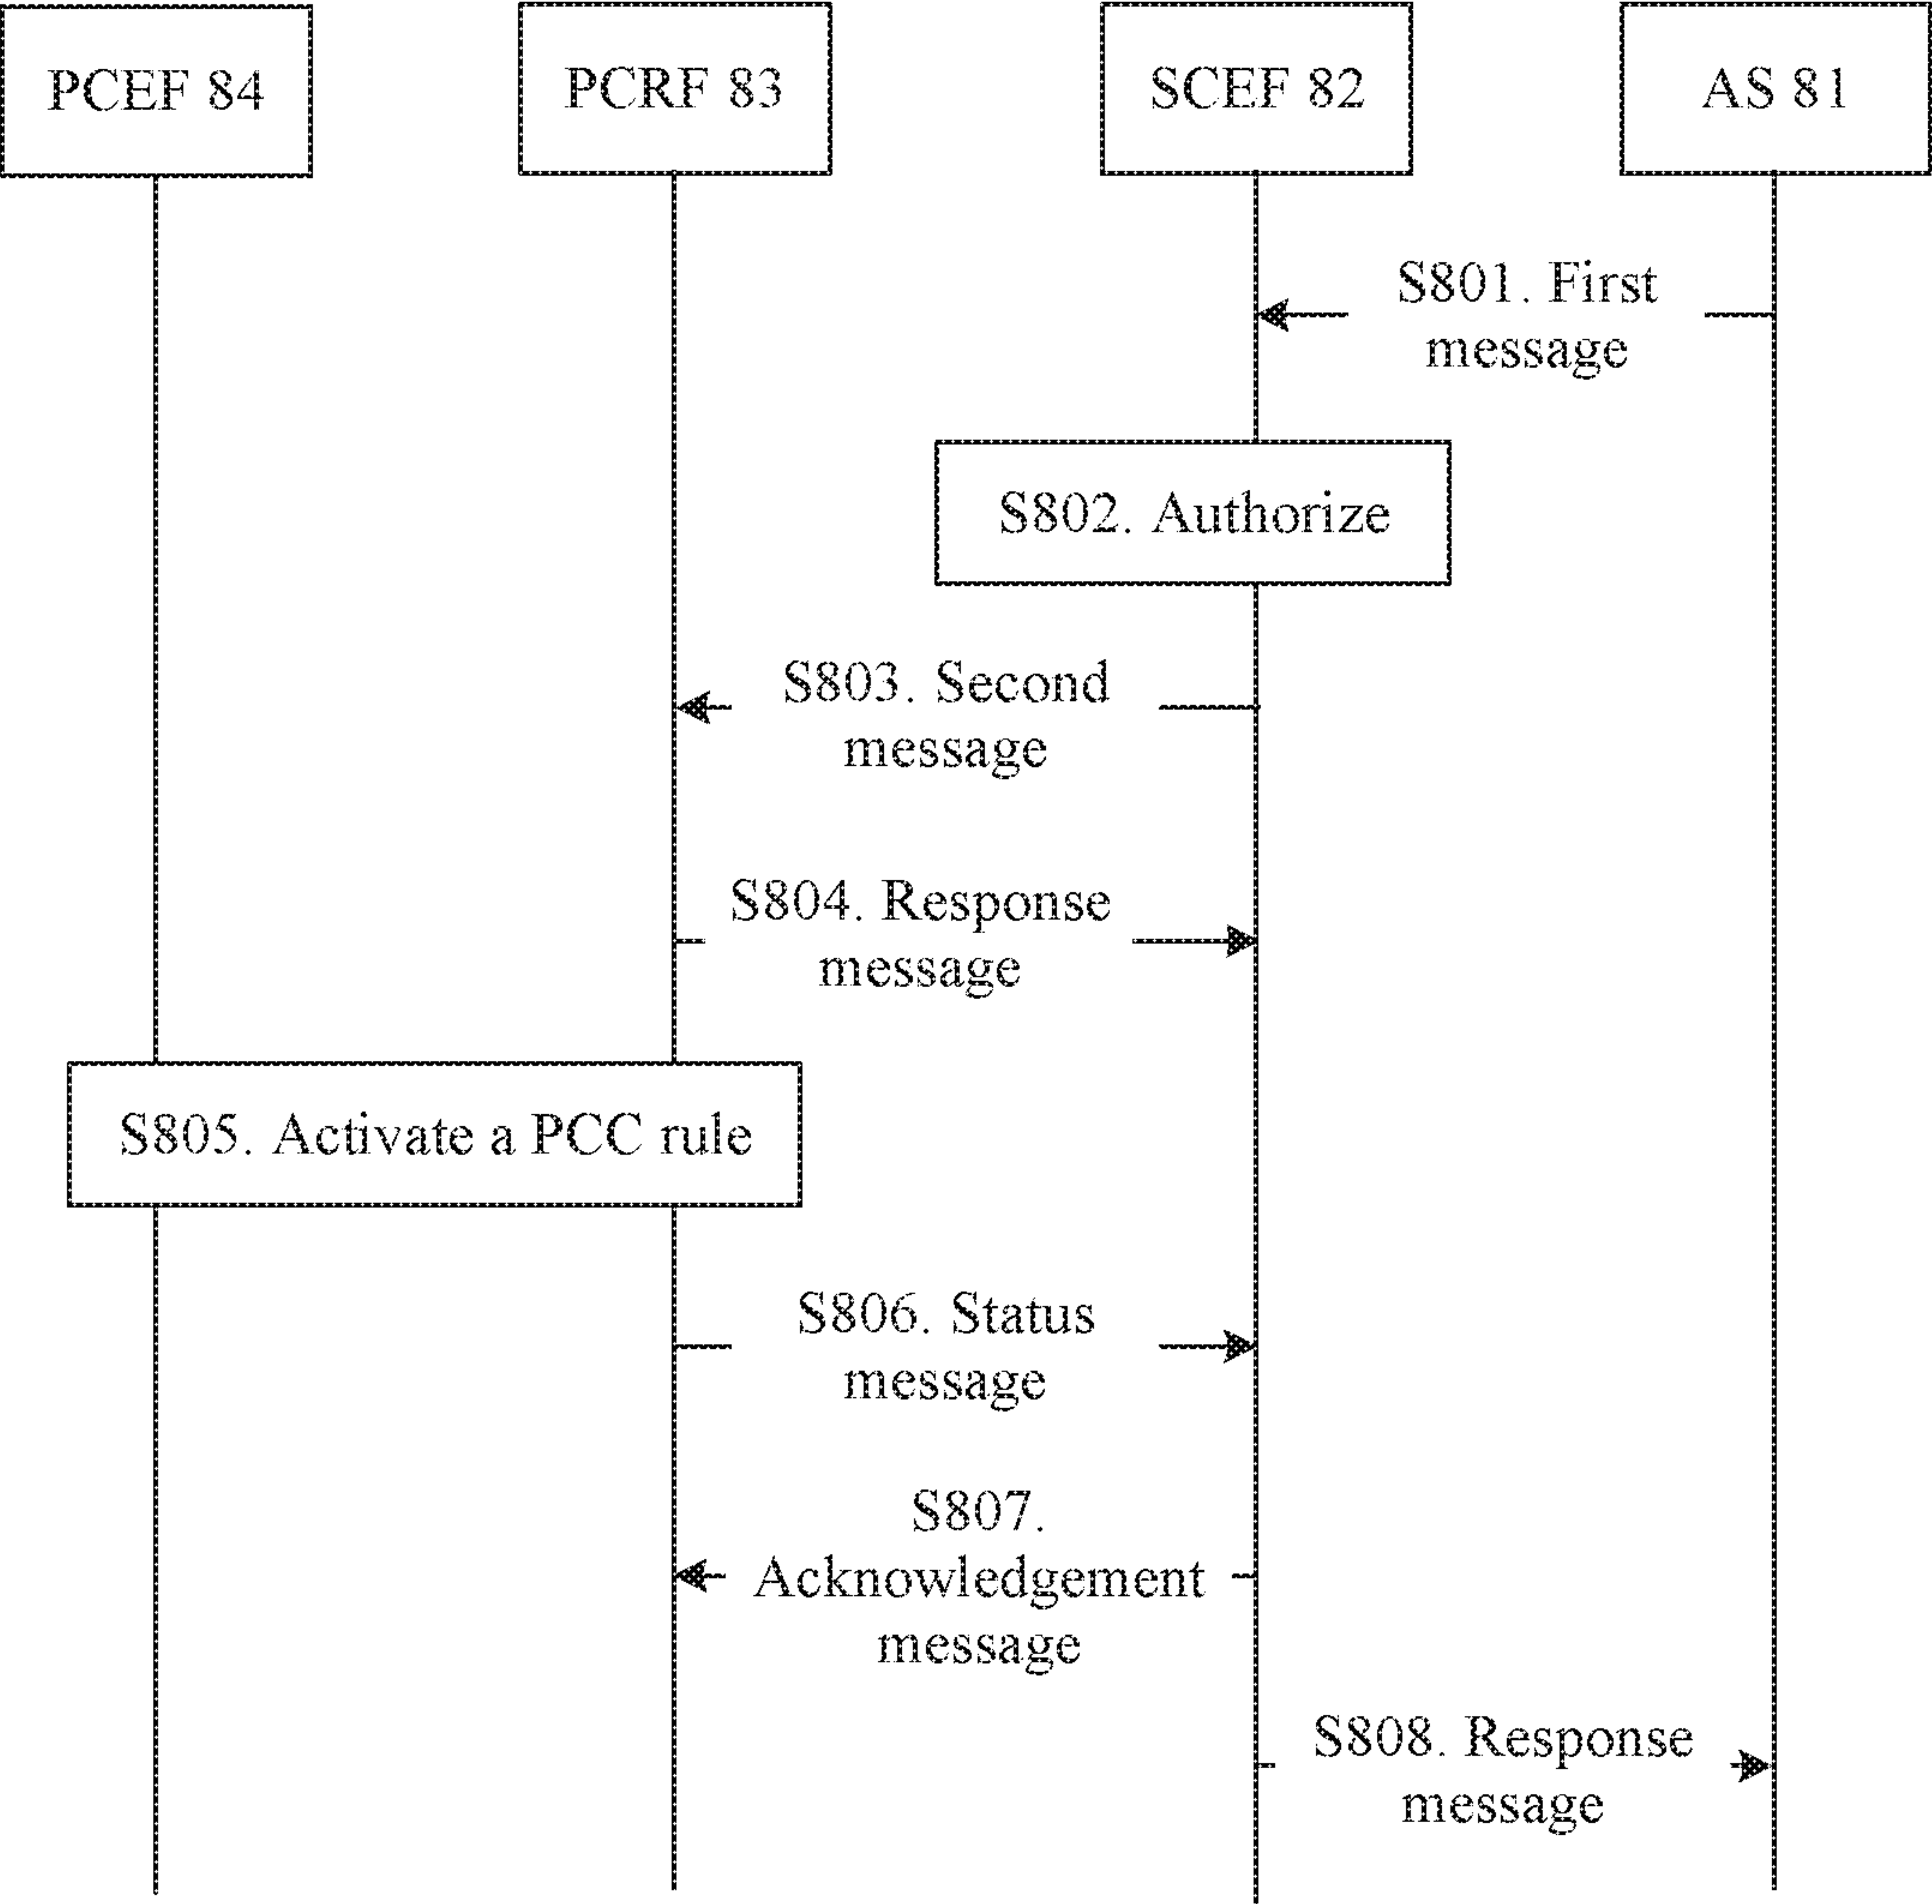 PCEF 84
PCRF 83
SCEF 82
AS 81
S801. First
message
S802. Authorize
S803. Second
message
S804. Response
message
S805. Activate a PCC rule
S806. Status
message
S807.
Acknowledgement
message
S808. Response
message